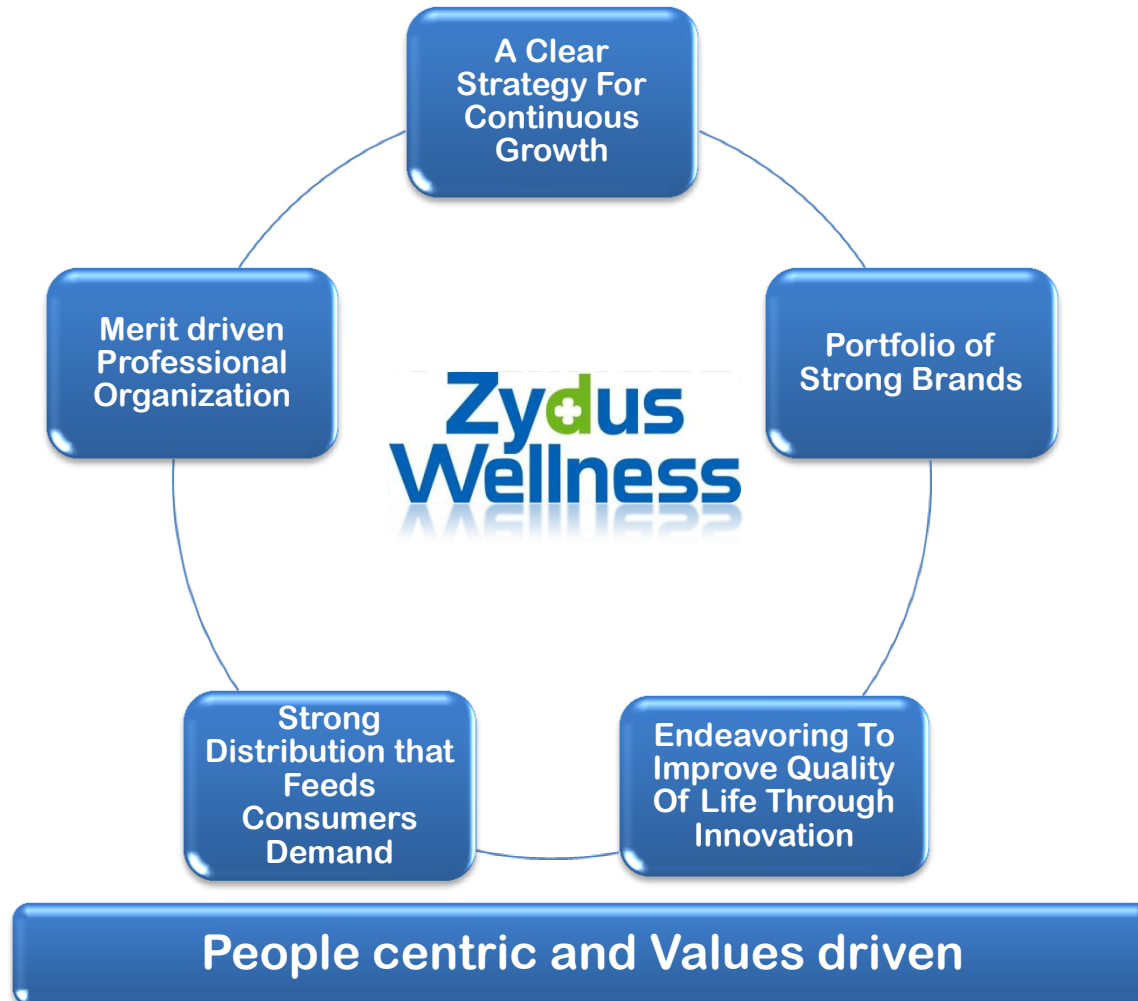 A Clear
Strategy For
Continuous
Growth
Merit driven
Professional
Organization
Portfolio of
Strong Brands
Zydus
Wellness
Strong
Distribution that
Feeds
Consumers
Demand
Endeavoring To
Improve Quality
Of Life Through
Innovation
People centric and Values driven